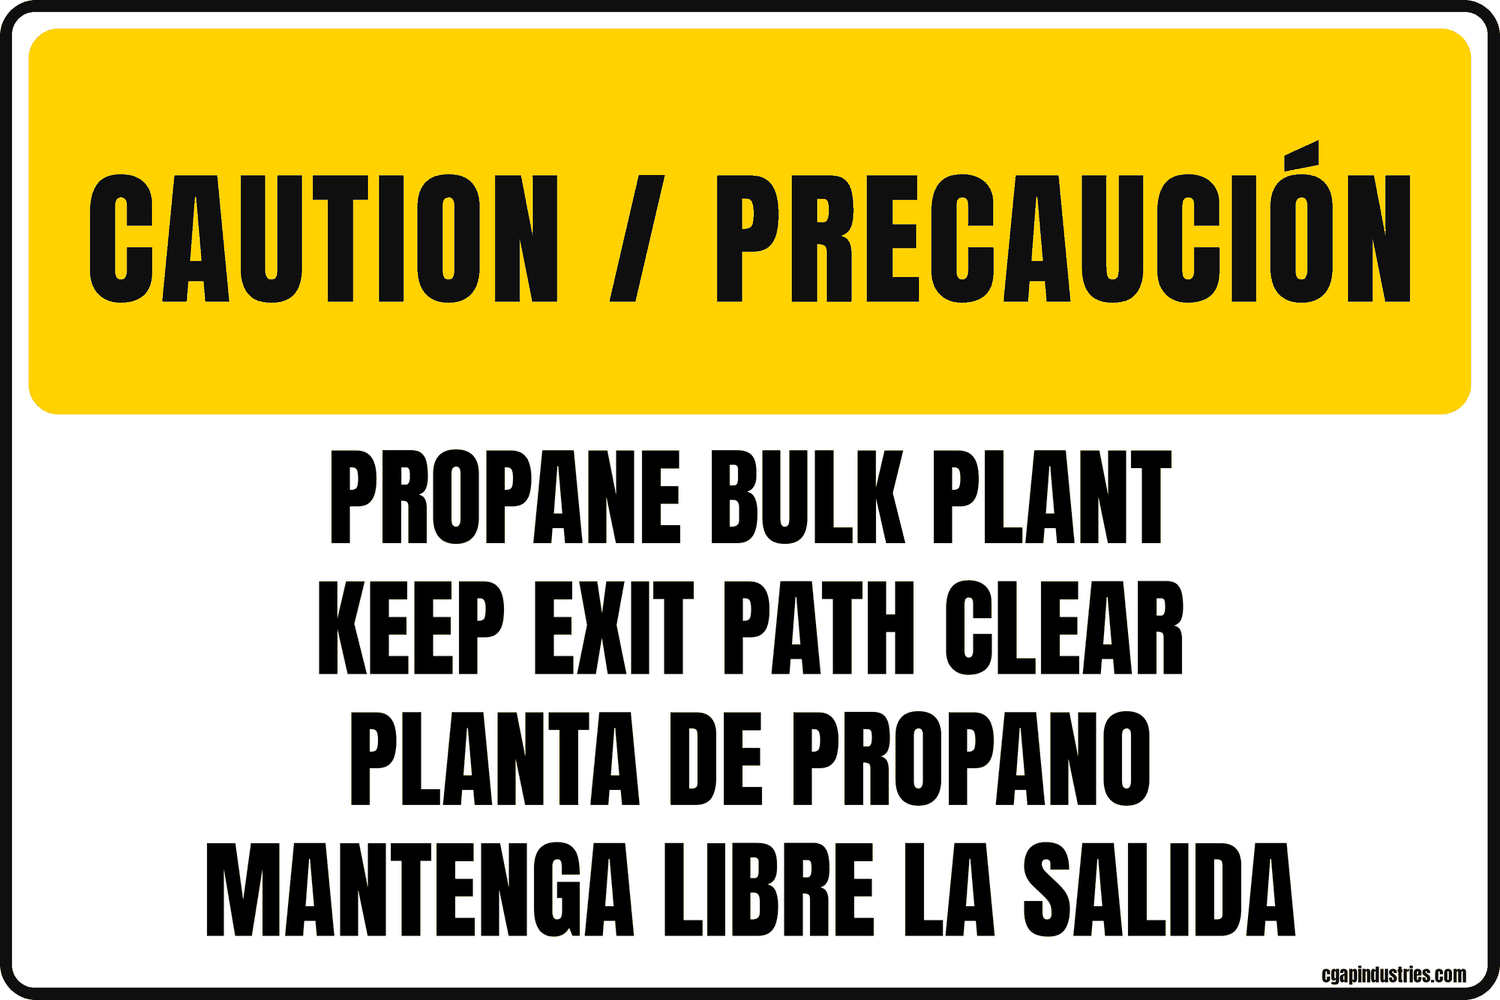 CAUTION / PRECAUCIÓN
PROPANE BULK PLANT
KEEP EXIT PATH CLEAR
PLANTA DE PROPANO
MANTENGA LIBRE LA SALIDA
cgapindustries.com